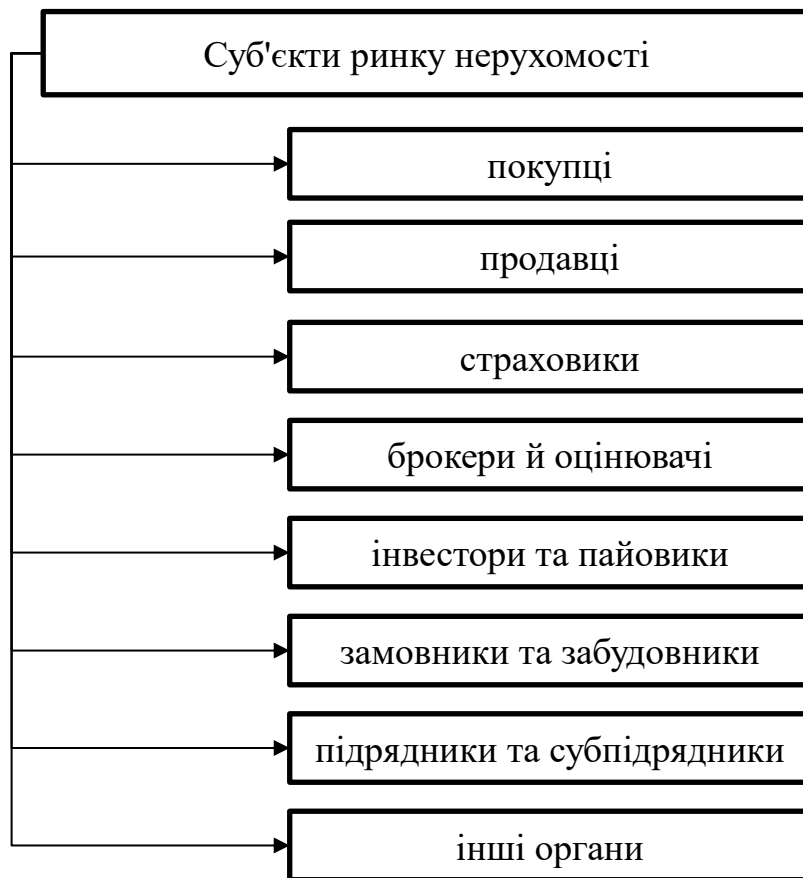 Суб'єкти ринку нерухомості
покупці
продавці
страховики
брокери й оцінювачі
інвестори та пайовики
замовники та забудовники
підрядники та субпідрядники
інші органи